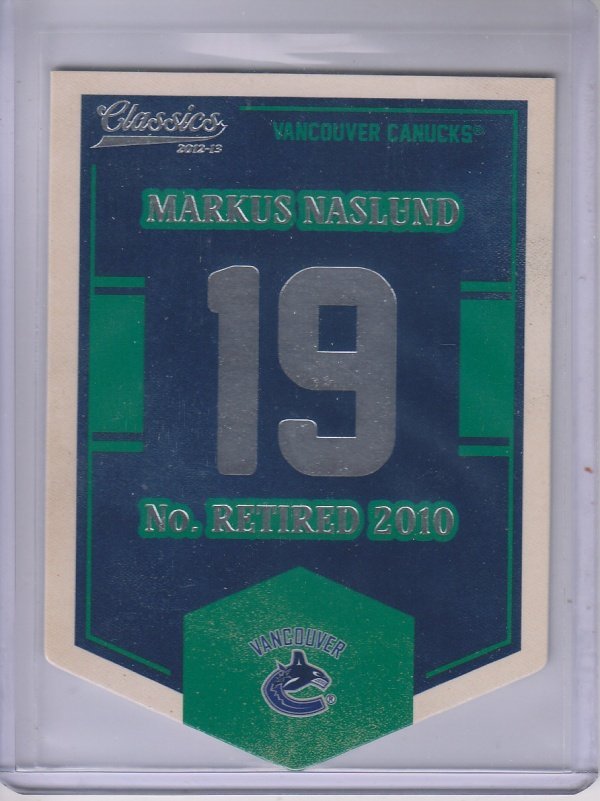 Classics
2012-13
VANCOUVER CANUCKS®
MARKUS NASLUND
19
No. RETIRED 2010
VANCOUVER
®